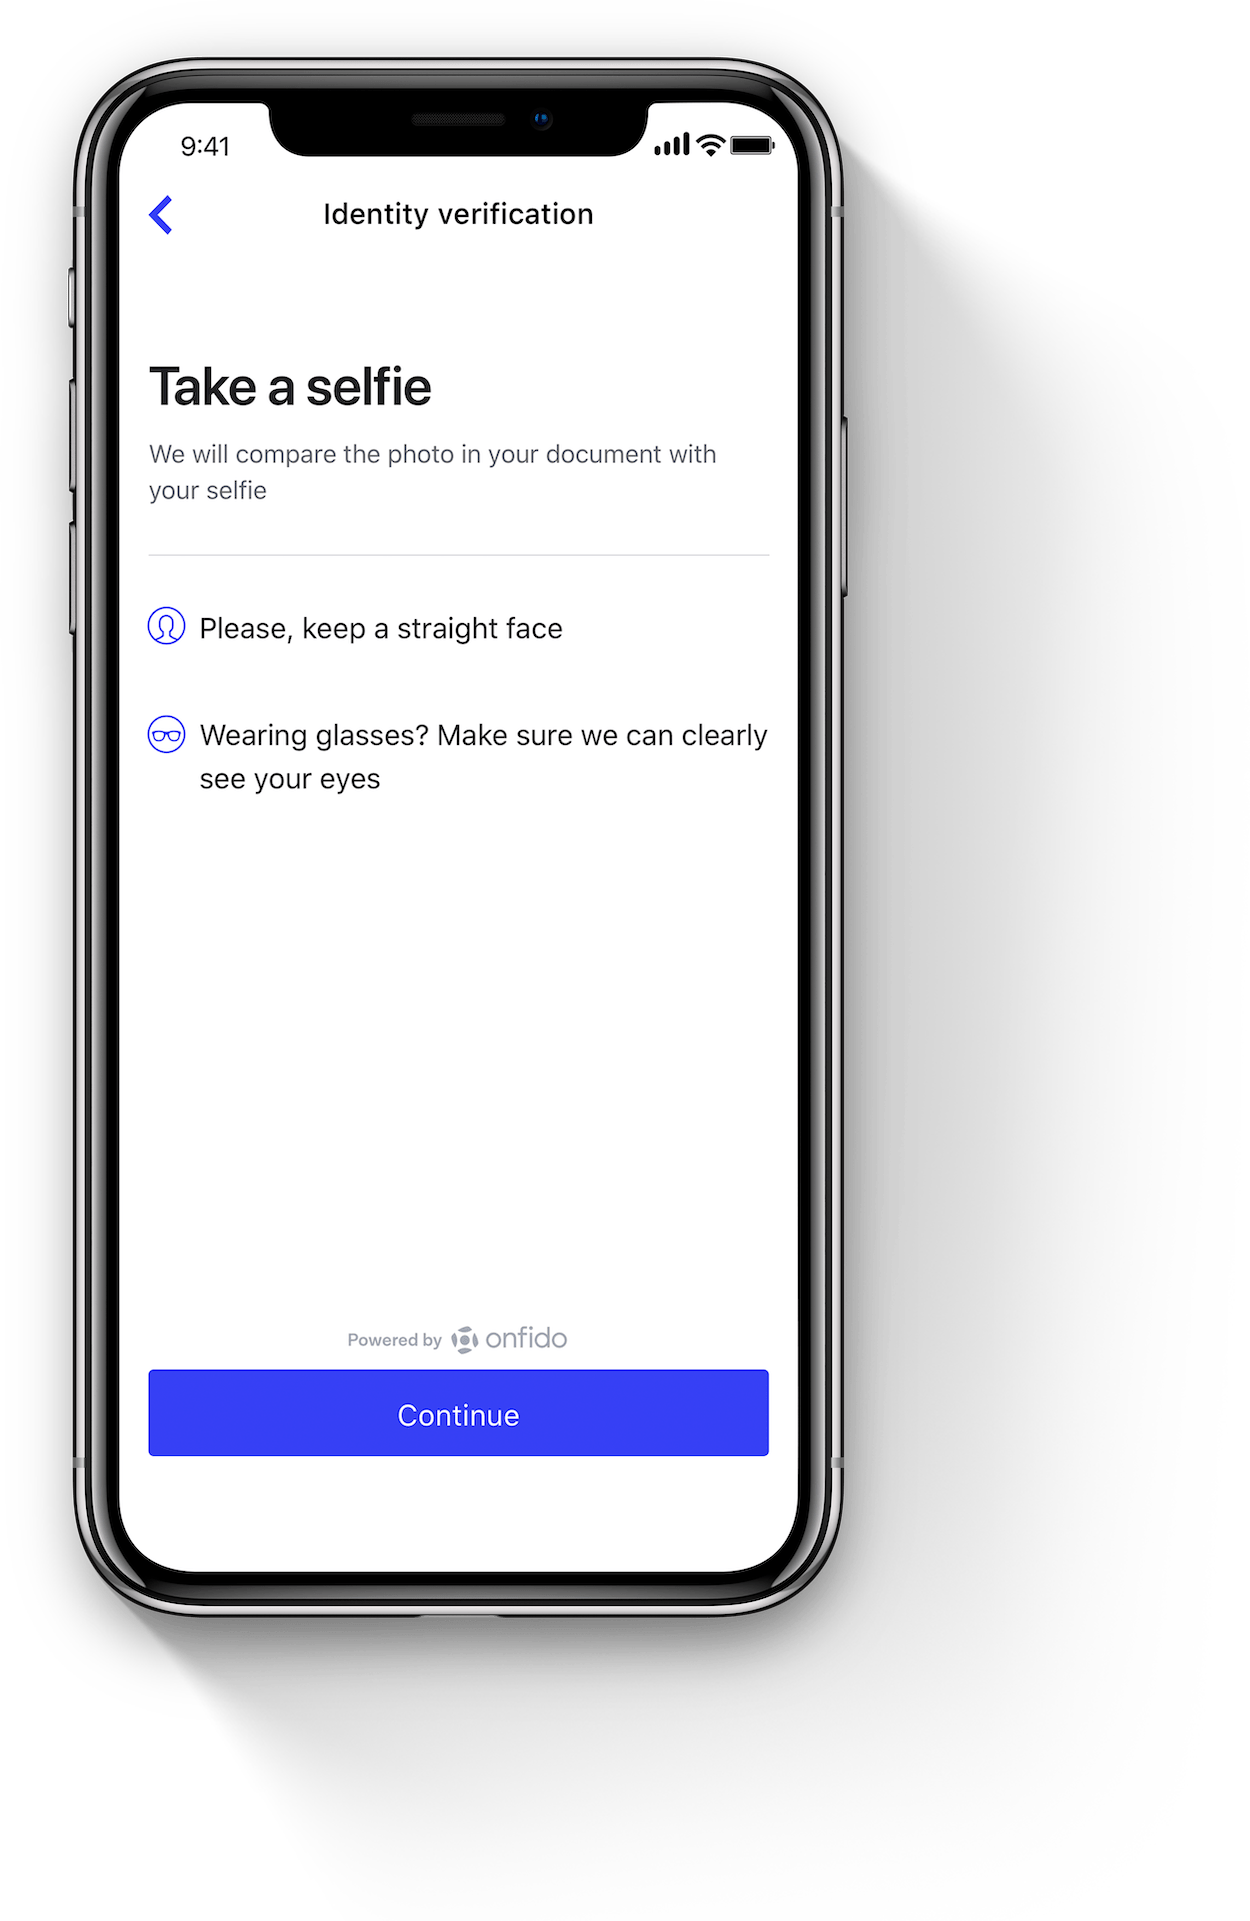 9:41
Identity verification
Take a selfie
We will compare the photo in your document with
your selfie
Please, keep a straight face
Wearing glasses? Make sure we can clearly
see your eyes
Powered by onfido
Continue